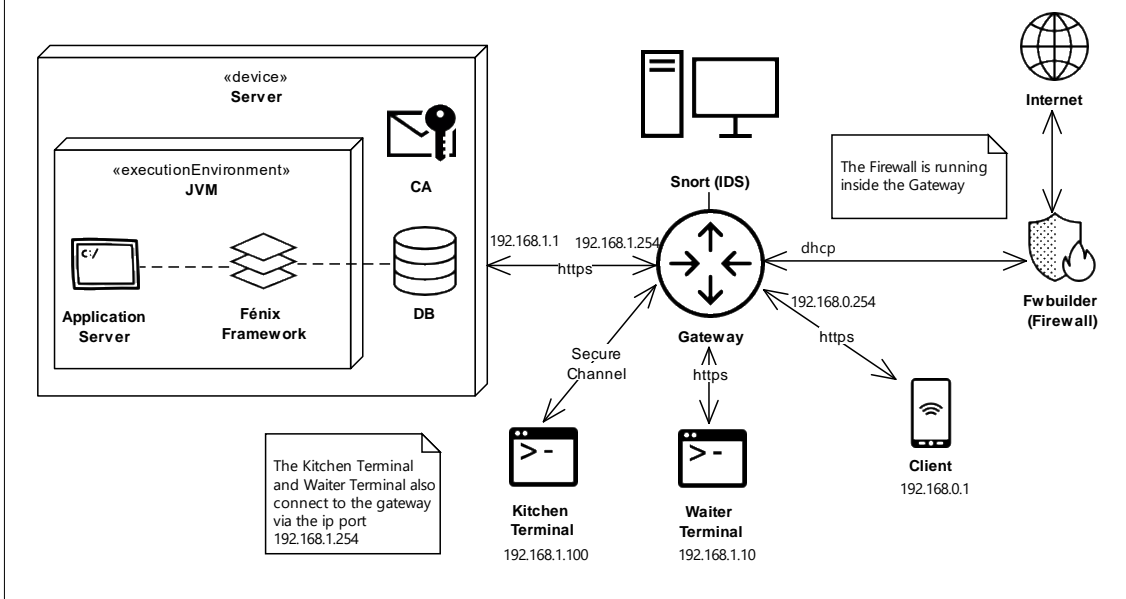 «device»
Server
«executionEnvironment»
JVM
C:/
Application
Server
Fénix
Framework
CA
DB
192.168.1.1
192.168.1.254
https
Snort (IDS)
Gateway
The Firewall is running
inside the Gateway
Internet
dhcp
Fwbuilder
(Firewall)
192.168.0.254
https
Secure
Channel
https
Client
192.168.0.1
The Kitchen Terminal
and Waiter Terminal also
connect to the gateway
via the ip port
192.168.1.254
>-
Kitchen
Terminal
192.168.1.100
>-
Waiter
Terminal
192.168.1.10